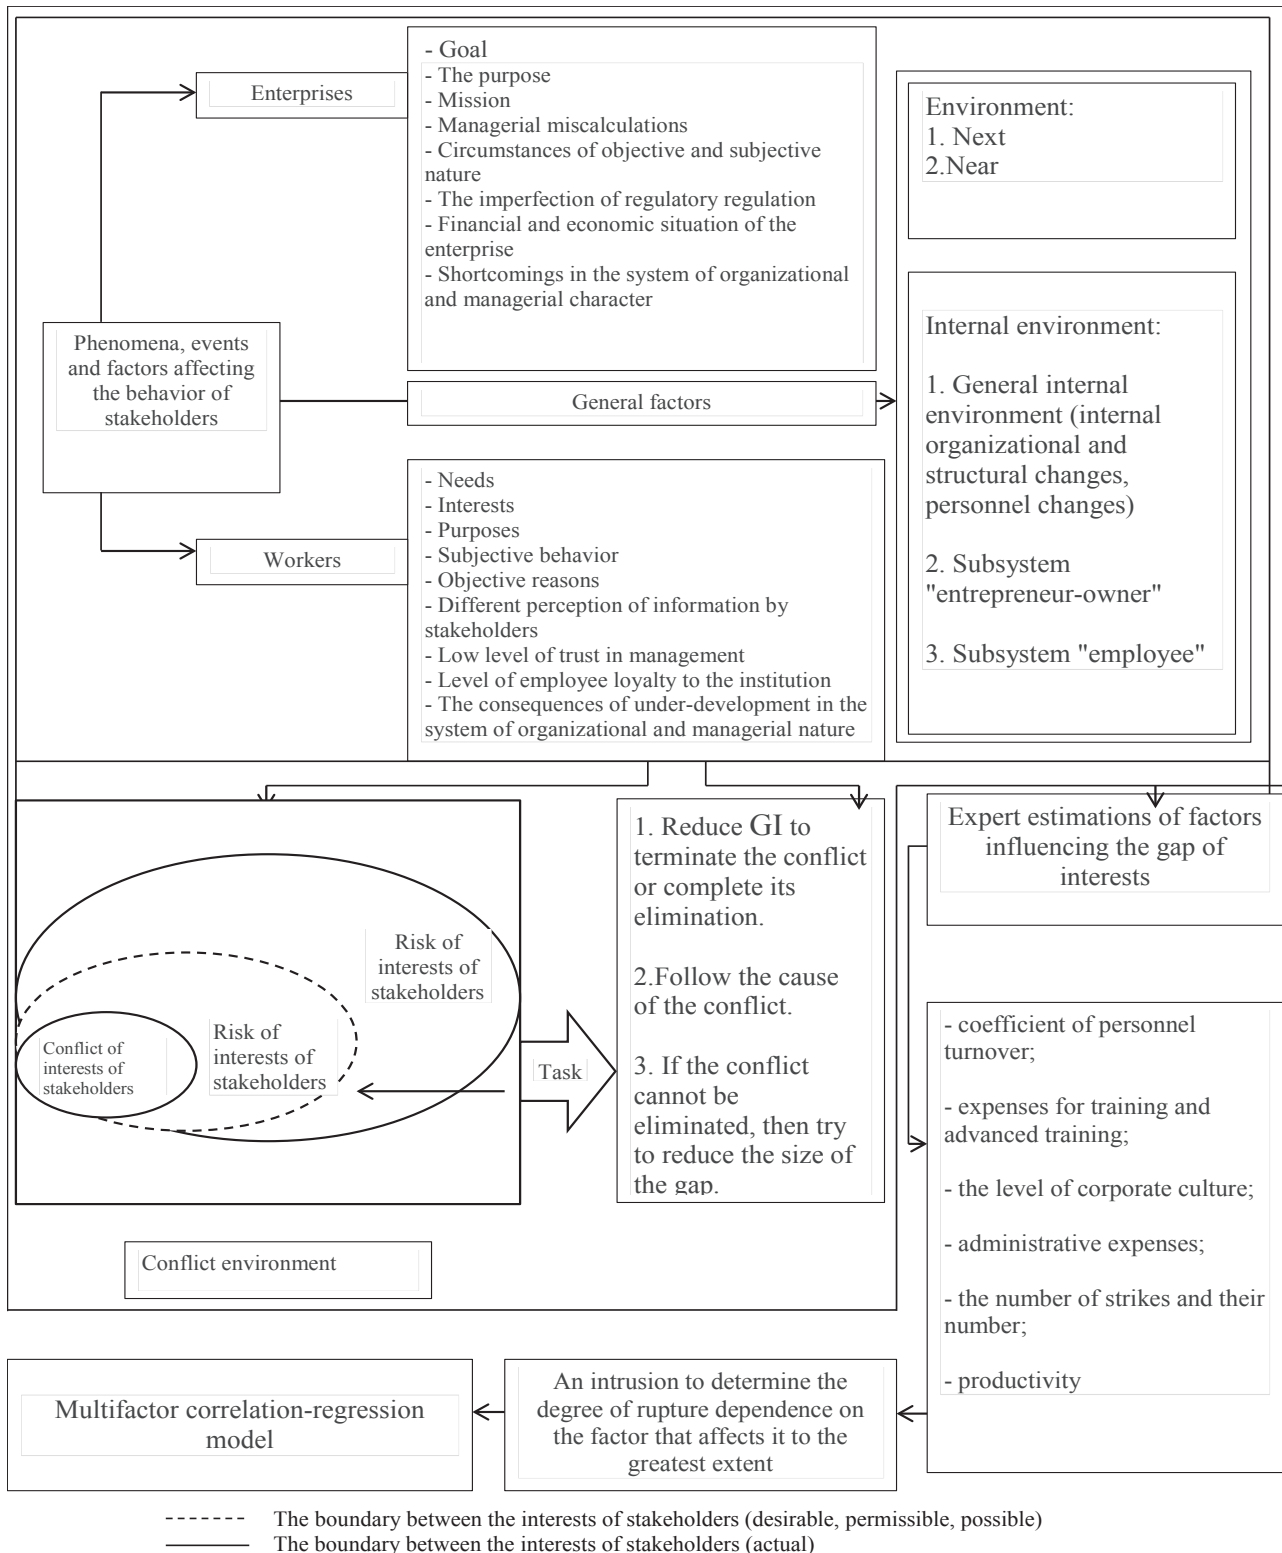 Enterprises
- Goal
- The purpose
- Mission
- Managerial miscalculations
- Circumstances of objective and subjective
nature
- The imperfection of regulatory regulation
- Financial and economic situation of the
enterprise
- Shortcomings in the system of organizational
and managerial character
Environment:
1. Next
2.Near
Phenomena, events
and factors affecting
the behavior of
stakeholders
General factors
Internal environment:
1. General internal
environment (internal
organizational and
structural changes,
personnel changes)
2. Subsystem
"entrepreneur-owner"
3. Subsystem "employee"
Workers
- Needs
- Interests
- Purposes
- Subjective behavior
- Objective reasons
- Different perception of information by
stakeholders
- Low level of trust in management
- Level of employee loyalty to the institution
- The consequences of under-development in the
system of organizational and managerial nature
Risk of
interests of
stakeholders
Risk of
interests of
stakeholders
Conflict of
interests of
stakeholders
Task
1. Reduce GI to
terminate the conflict
or complete its
elimination.
2.Follow the cause
of the conflict.
3. If the conflict
cannot be
eliminated, then try
to reduce the size of
the gap.
Expert estimations of factors
influencing the gap of
interests
- coefficient of personnel
turnover;
- expenses for training and
advanced training;
- the level of corporate culture;
- administrative expenses;
- the number of strikes and their
number;
- productivity
Conflict environment
Multifactor correlation-regression
model
An intrusion to determine the
degree of rupture dependence on
the factor that affects it to the
greatest extent
The boundary between the interests of stakeholders (desirable, permissible, possible)
The boundary between the interests of stakeholders (actual)